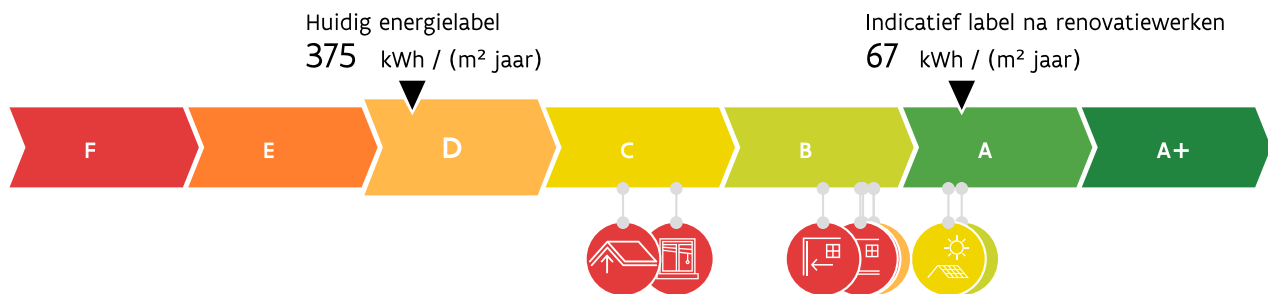 Huidig energielabel
375 kWh / (m² jaar)
Indicatief label na renovatiewerken
67 kWh / (m² jaar)
F E D C B A A+